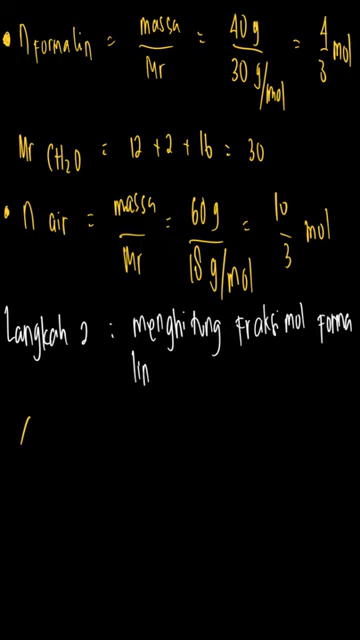 • n formalin = massa/Mr = 40 g/30 g/mol = 4/3 mol
Mr CH2O = 12 + 2 + 16 = 30
• n air = massa/Mr = 60 g/18 g/mol = 10/3 mol
Langkah 2 : menghitung fraksi mol forma
lin